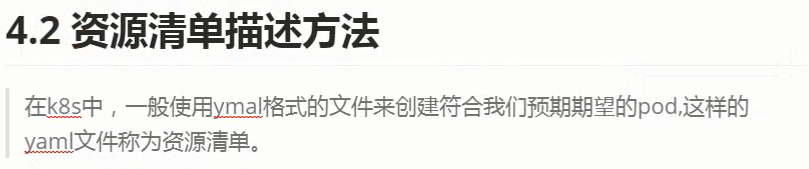 4.2 资源清单描述方法
在k8s中，一般使用ymal格式的文件来创建符合我们预期期望的pod,这样的
yaml文件称为资源清单。